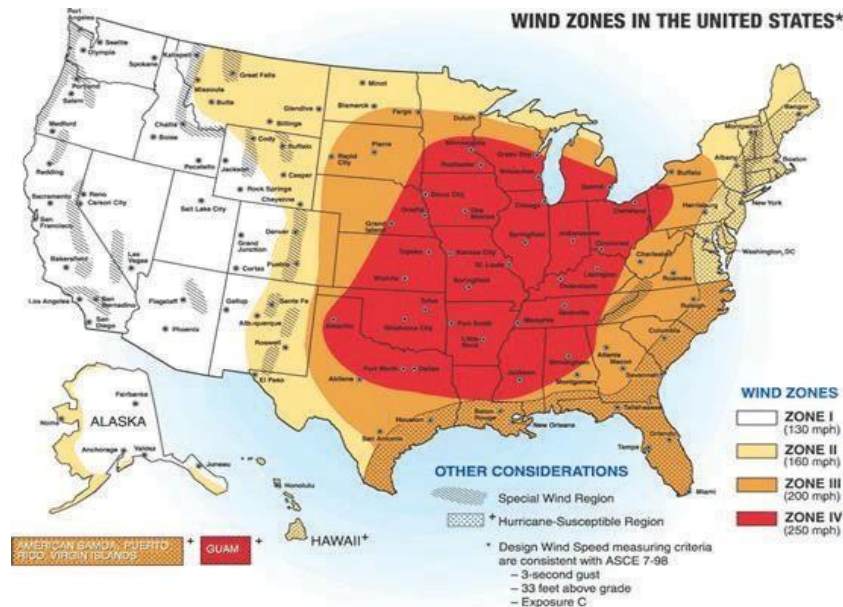 WIND ZONES IN THE UNITED STATES*
Port
Angeles
Seattle
Olympia
Spokane
Kalispell
Great Falls
Minot
Portland
Salem
Missoula
Butte
Glendive
Bismarck
Fargo
Duluth
Bangor
Medford
Challis
Boise
Billings
Cody
Buffalo
Pierre
Rapid
City
Minneapolis
Rochester
Green Bay
Milwaukee
Montpelier
Redding
Pocatello
Jackson
Casper
Rock Springs
Cheyenne
Sioux City
Detroit
Buffalo
Albany
Boston
Sacramento
Reno
Carson City
San
Francisco
Salt Lake City
Omaha
Des
Moines
Chicago
Cleveland
Harrisburg
New York
Grand
Junction
Denver
Pueblo
Grand
Island
Springfield
Indianapolis
Cincinnati
Washington, DC
Bakersfield
Las
Vegas
Cortez
Topeka
Kansas City
St. Louis
Charleston
Wichita
Springfield
Lexington
Owensboro
Roanoke
Los Angeles
San
Bernadino
San
Diego
Flagstaff
Gallup
Santa Fe
Albuquerque
Tulsa
Amarillo
Oklahoma City
Fort Smith
Memphis
Nashville
Raleigh
Phoenix
Roswell
Little
Rock
Columbia
El Paso
Abilene
Fort Worth
Dallas
Jackson
Birmingham
Montgomery
Atlanta
Macon
Savannah
Fairbanks
ALASKA
Nome
Anchorage
Valdez
Juneau
Houston
San Antonio
Baton
Rouge
New Orleans
Tallahassee
Orlando
Tampa
Miami
WIND ZONES
ZONE I
(130 mph)
ZONE II
(160 mph)
ZONE III
(200 mph)
ZONE IV
(250 mph)
OTHER CONSIDERATIONS
Special Wind Region
+ Hurricane-Susceptible Region
Honolulu
HAWAII+
AMERICAN SAMOA, PUERTO
RICO, VIRGIN ISLANDS
+
GUAM
+
* Design Wind Speed measuring criteria
are consistent with ASCE 7-98
– 3-second gust
– 33 feet above grade
– Exposure C